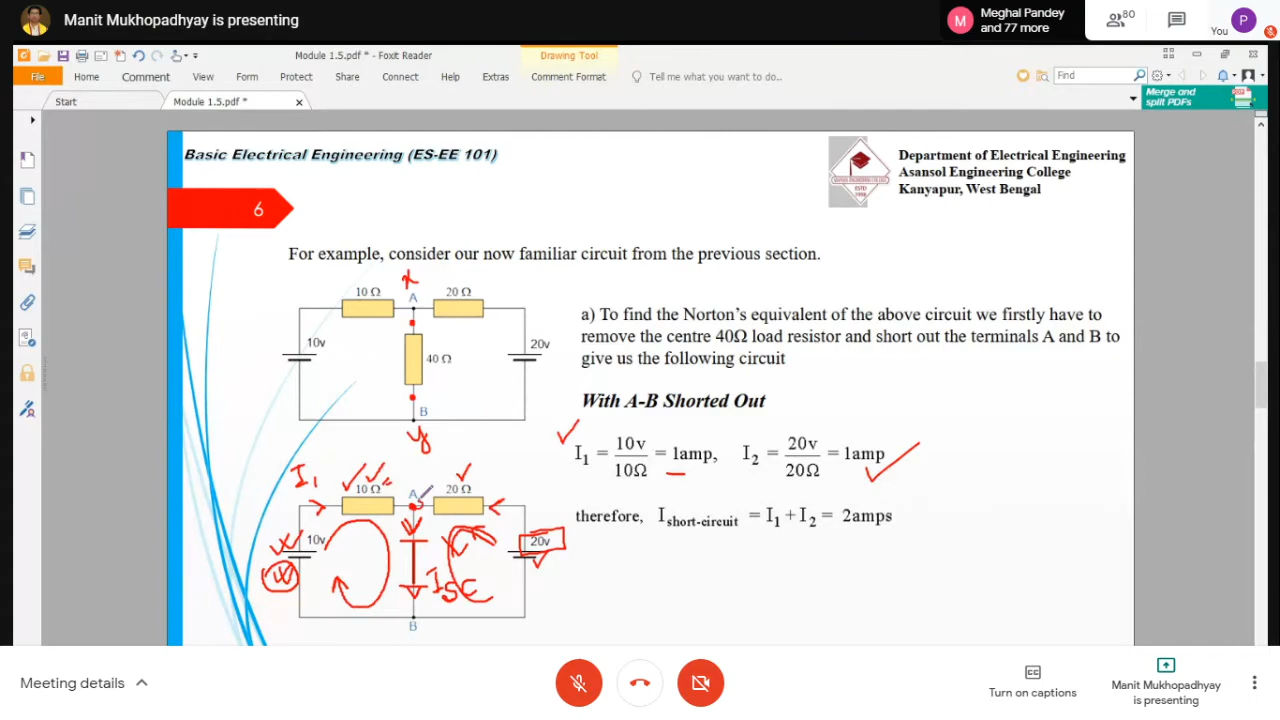 Manit Mukhopadhyay is presenting
M
Meghal Pandey
and 77 more
80
You
P
Module 1.5.pdf * - Foxit Reader
Drawing Tool
File
Home
Comment
View
Form
Protect
Share
Connect
Help
Extras
Comment Format
Tell me what you want to do..
Find
Start
Module 1.5.pdf *
Merge and
split PDFs
Basic Electrical Engineering (ES-EE 101)
Department of Electrical Engineering
Asansol Engineering College
Kanyapur, West Bengal
6
For example, consider our now familiar circuit from the previous section.
x
10 Ω
A
20 Ω
10v
40 Ω
20v
B
y
a) To find the Norton's equivalent of the above circuit we firstly have to
remove the centre 40Ω load resistor and short out the terminals A and B to
give us the following circuit
With A-B Shorted Out
I1 = 10v/10Ω = 1amp, I2 = 20v/20Ω = 1amp
therefore, Ishort-circuit = I1 + I2 = 2amps
I1
10 Ω
A
20 Ω
10v
20v
ISC
B
Meeting details
CC
Turn on captions
Manit Mukhopadhyay
is presenting